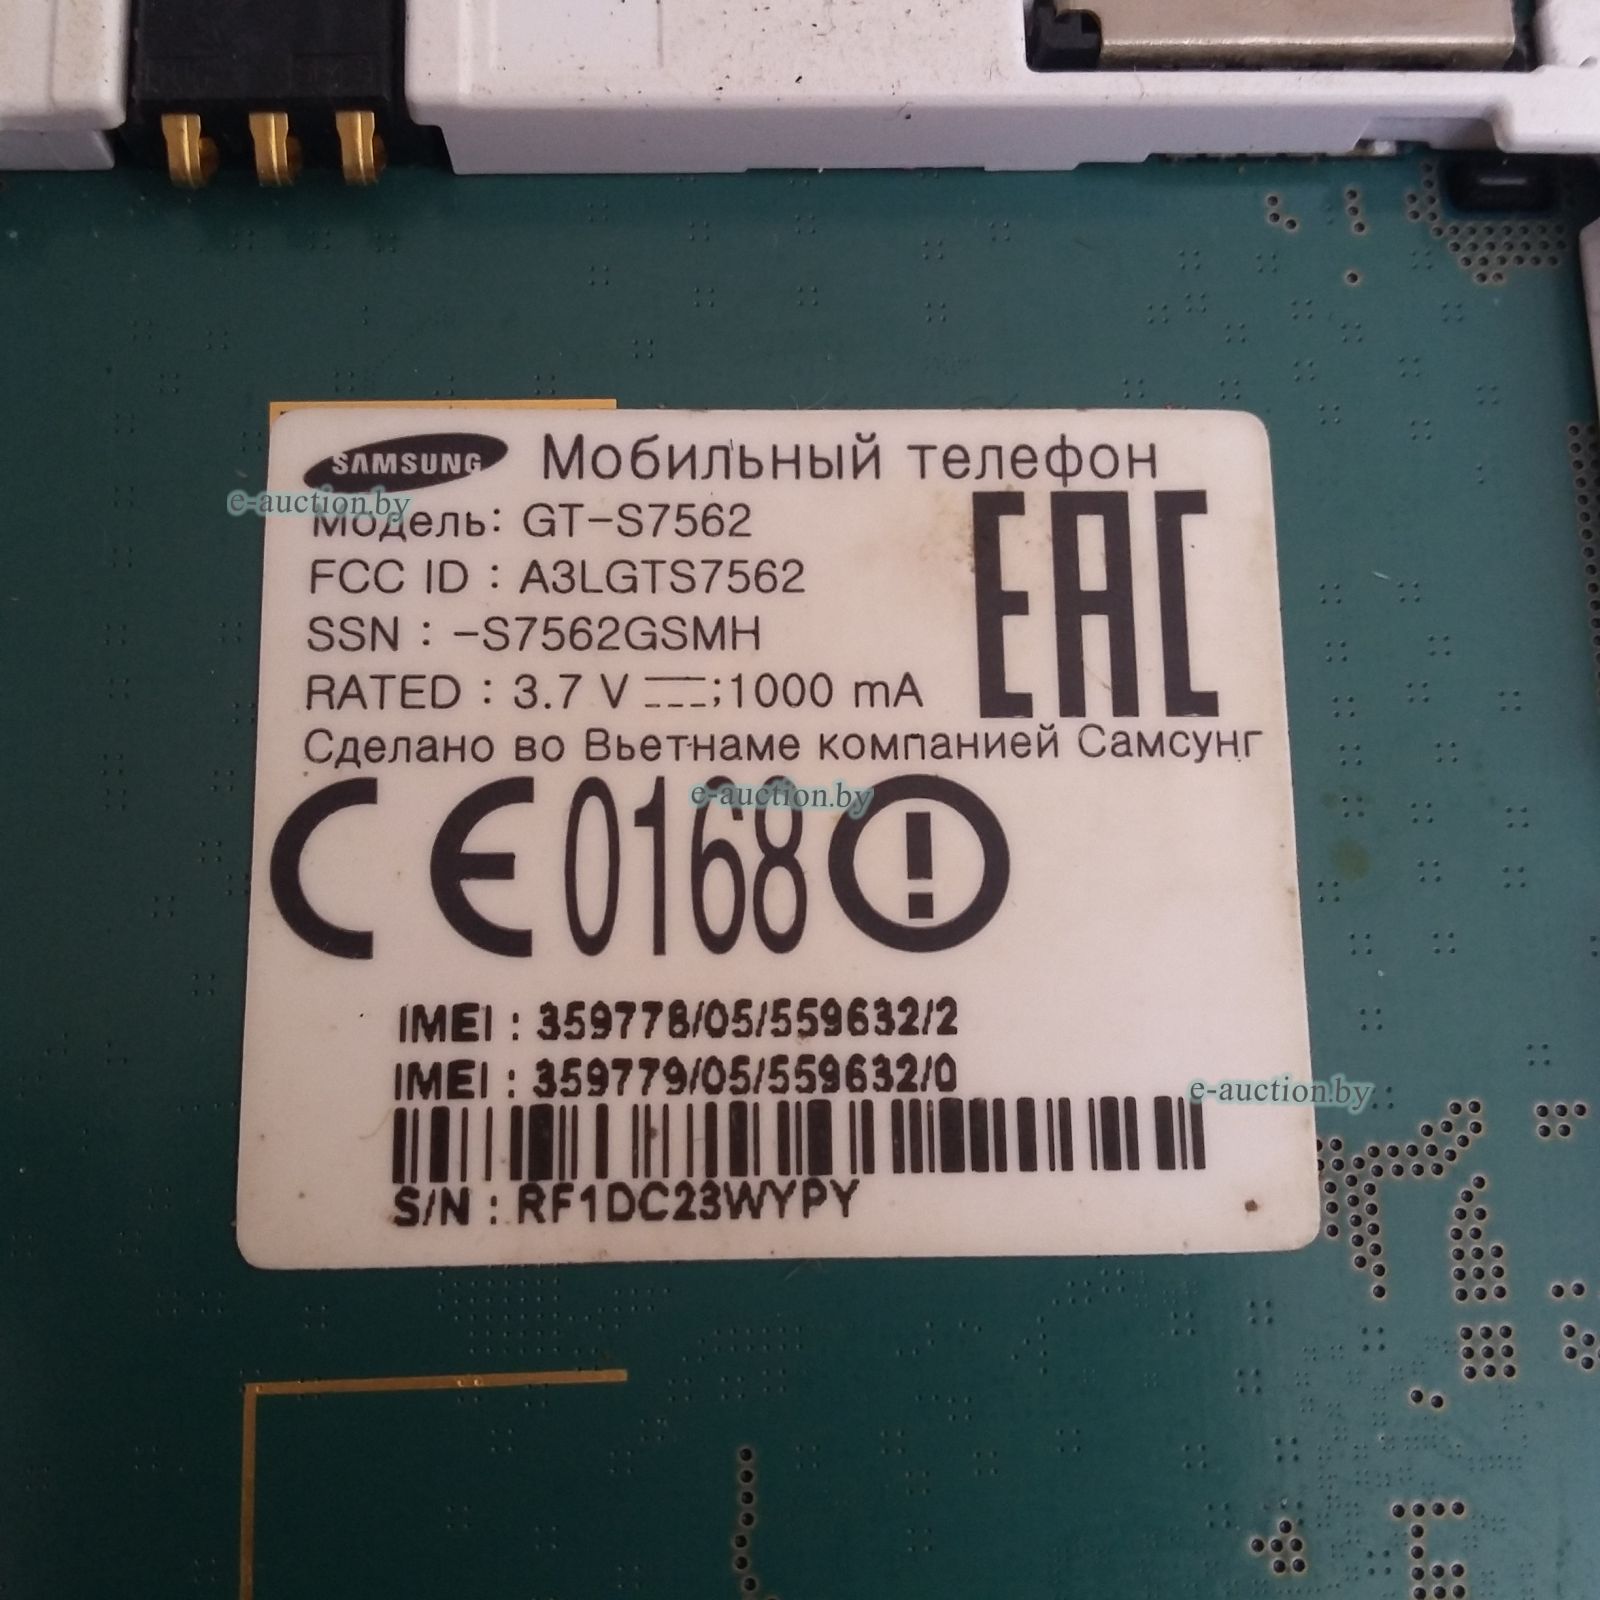 SAMSUNG Мобильный телефон
e-auction.by
Модель: GT-S7562
FCC ID : A3LGTS7562
SSN : -S7562GSMH
EAC
RATED : 3.7 V ⎓;1000 mA
Сделано во Вьетнаме компанией Самсунг
e-auction.by
CE0168
IMEI : 359778/05/559632/2
IMEI : 359779/05/559632/0
e-auction.by
S/N : RF1DC23WYPY